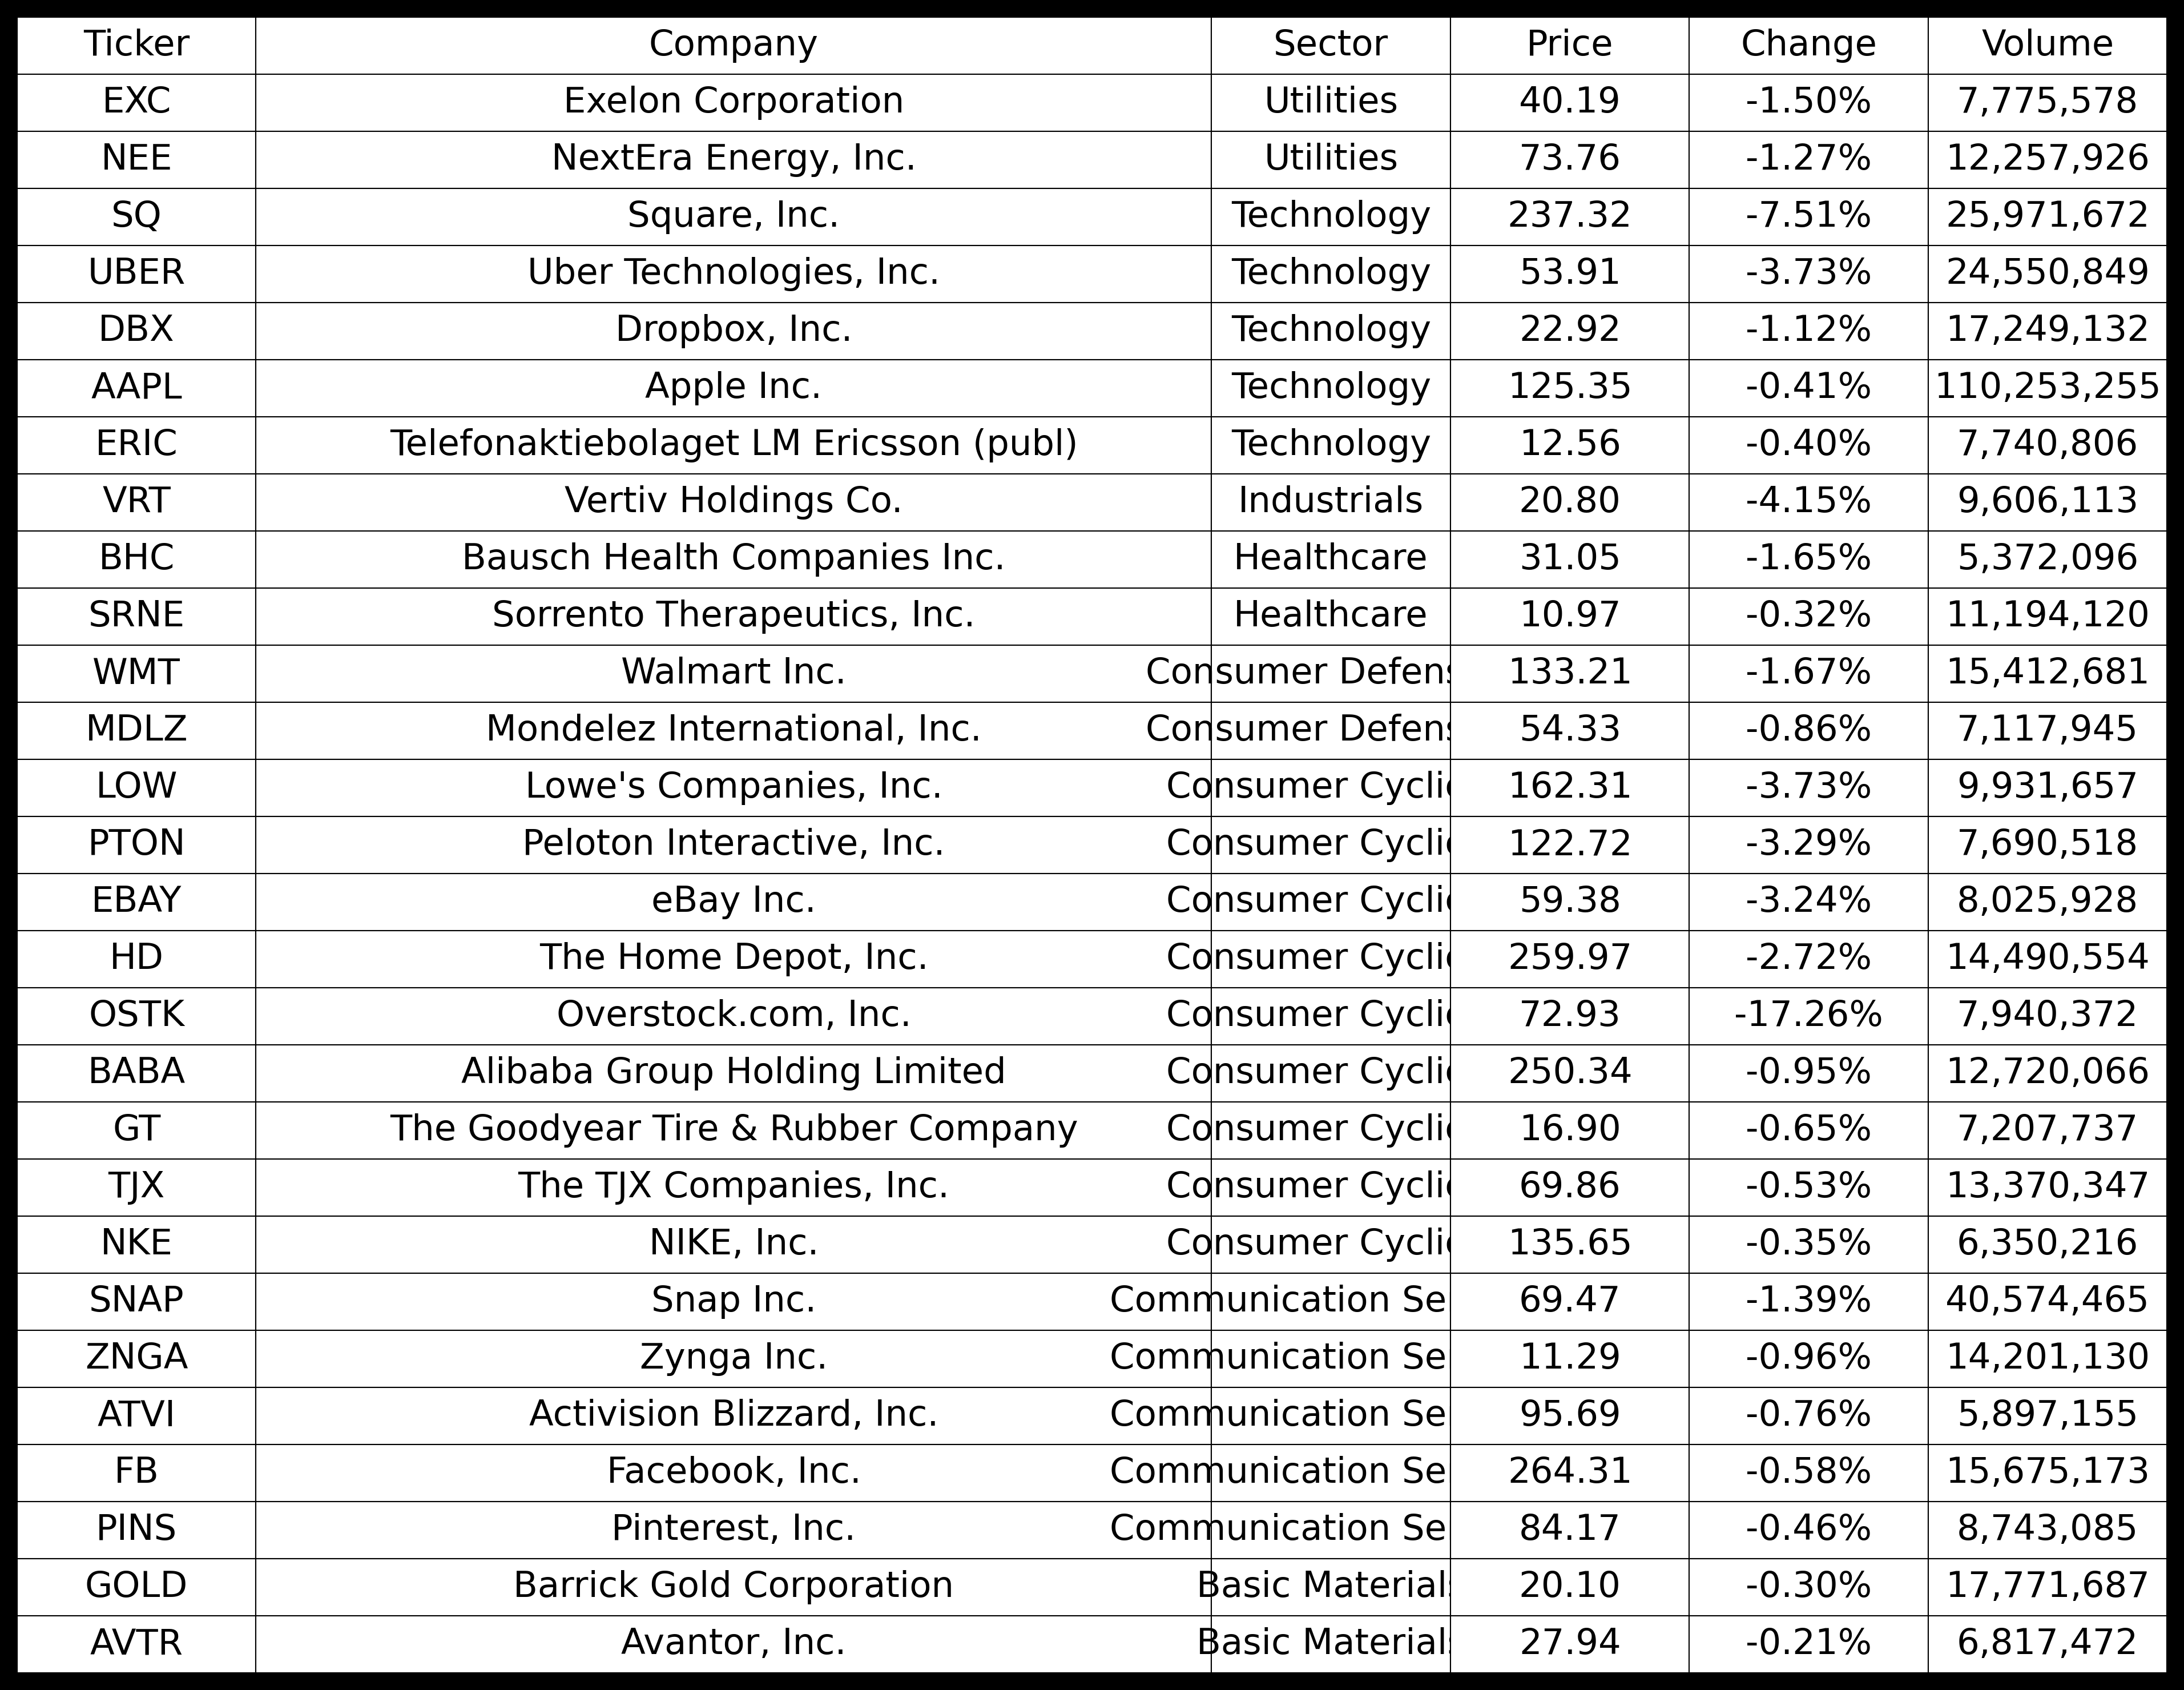 Ticker Company Sector Price Change Volume
EXC Exelon Corporation Utilities 40.19 -1.50% 7,775,578
NEE NextEra Energy, Inc. Utilities 73.76 -1.27% 12,257,926
SQ Square, Inc. Technology 237.32 -7.51% 25,971,672
UBER Uber Technologies, Inc. Technology 53.91 -3.73% 24,550,849
DBX Dropbox, Inc. Technology 22.92 -1.12% 17,249,132
AAPL Apple Inc. Technology 125.35 -0.41% 110,253,255
ERIC Telefonaktiebolaget LM Ericsson (publ) Technology 12.56 -0.40% 7,740,806
VRT Vertiv Holdings Co. Industrials 20.80 -4.15% 9,606,113
BHC Bausch Health Companies Inc. Healthcare 31.05 -1.65% 5,372,096
SRNE Sorrento Therapeutics, Inc. Healthcare 10.97 -0.32% 11,194,120
WMT Walmart Inc. Consumer Defens 133.21 -1.67% 15,412,681
MDLZ Mondelez International, Inc. Consumer Defens 54.33 -0.86% 7,117,945
LOW Lowe's Companies, Inc. Consumer Cyclic 162.31 -3.73% 9,931,657
PTON Peloton Interactive, Inc. Consumer Cyclic 122.72 -3.29% 7,690,518
EBAY eBay Inc. Consumer Cyclic 59.38 -3.24% 8,025,928
HD The Home Depot, Inc. Consumer Cyclic 259.97 -2.72% 14,490,554
OSTK Overstock.com, Inc. Consumer Cyclic 72.93 -17.26% 7,940,372
BABA Alibaba Group Holding Limited Consumer Cyclic 250.34 -0.95% 12,720,066
GT The Goodyear Tire & Rubber Company Consumer Cyclic 16.90 -0.65% 7,207,737
TJX The TJX Companies, Inc. Consumer Cyclic 69.86 -0.53% 13,370,347
NKE NIKE, Inc. Consumer Cyclic 135.65 -0.35% 6,350,216
SNAP Snap Inc. Communication Se 69.47 -1.39% 40,574,465
ZNGA Zynga Inc. Communication Se 11.29 -0.96% 14,201,130
ATVI Activision Blizzard, Inc. Communication Se 95.69 -0.76% 5,897,155
FB Facebook, Inc. Communication Se 264.31 -0.58% 15,675,173
PINS Pinterest, Inc. Communication Se 84.17 -0.46% 8,743,085
GOLD Barrick Gold Corporation Basic Materials 20.10 -0.30% 17,771,687
AVTR Avantor, Inc. Basic Materials 27.94 -0.21% 6,817,472